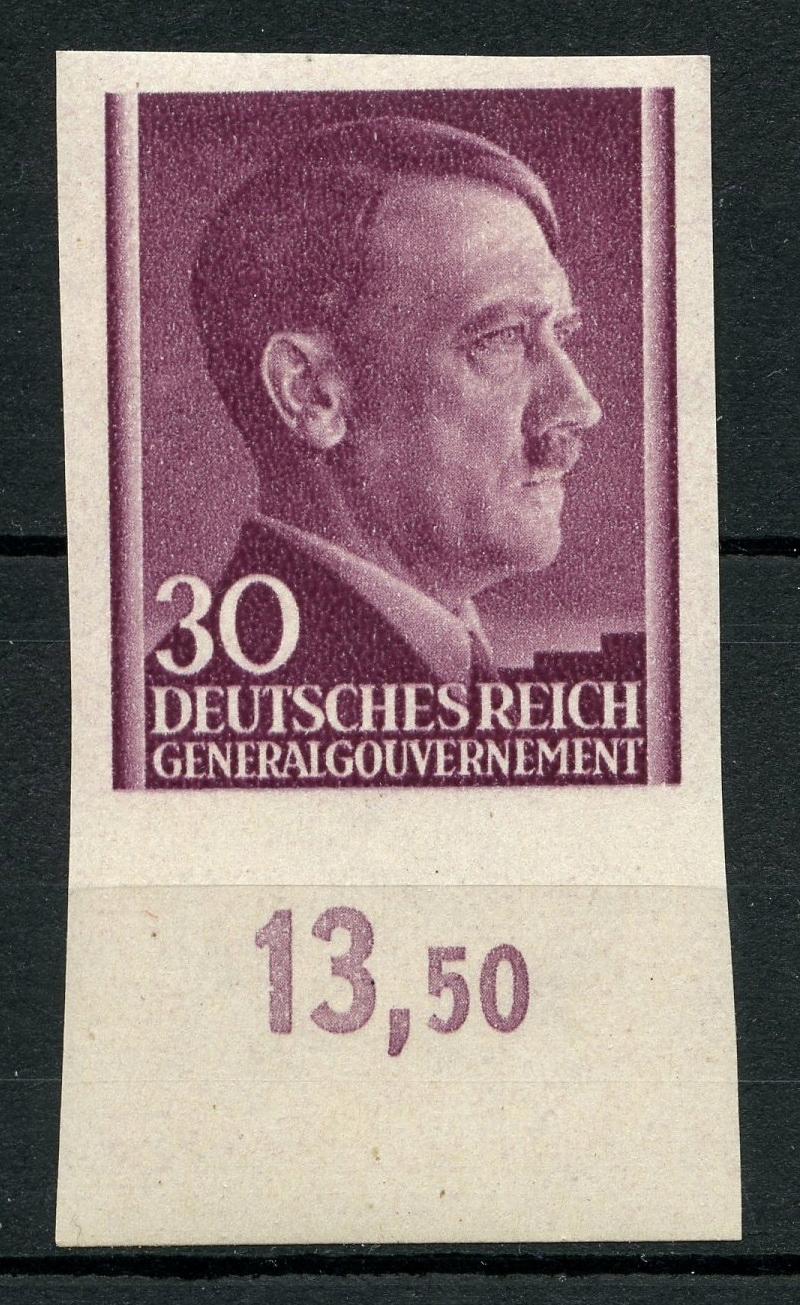 30
DEUTSCHES REICH
GENERALGOUVERNEMENT
13,50